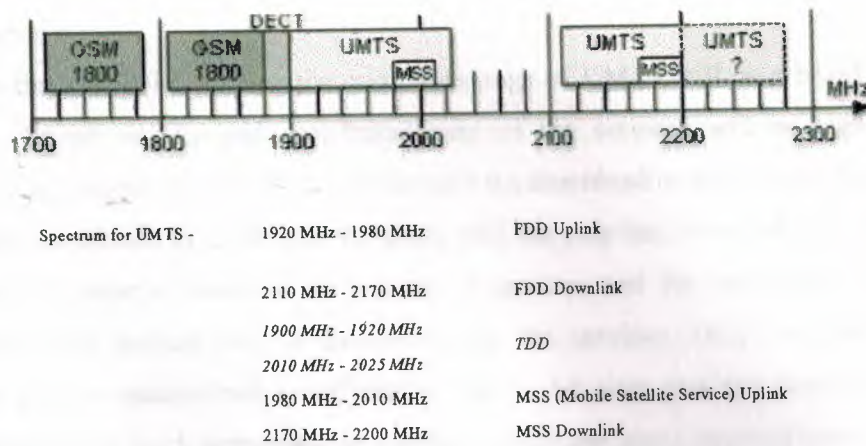 DECT
GSM
1800
GSM
1800
UMTS
MSS
UMTS
MSS
UMTS
?
MHz
1700 1800 1900 2000 2100 2200 2300
Spectrum for UMTS - 1920 MHz - 1980 MHz FDD Uplink
2110 MHz - 2170 MHz FDD Downlink
1900 MHz - 1920 MHz
TDD
2010 MHz - 2025 MHz
1980 MHz - 2010 MHz MSS (Mobile Satellite Service) Uplink
2170 MHz - 2200 MHz MSS Downlink